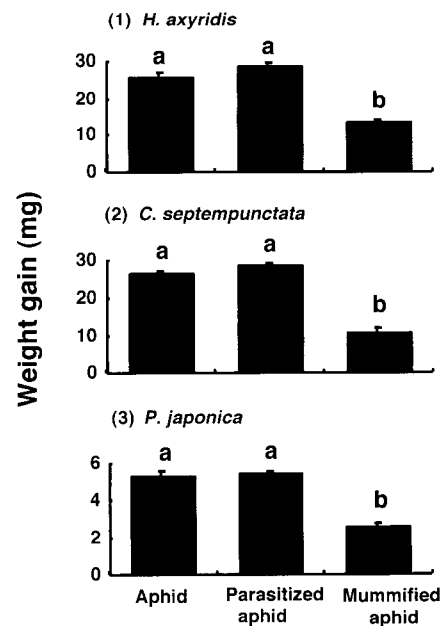 (1) H. axyridis
30
20
10
0
a
a
b
(2) C. septempunctata
30
20
10
0
a
a
b
(3) P. japonica
6
4
2
0
a
a
b
Weight gain (mg)
Aphid
Parasitized
aphid
Mummified
aphid